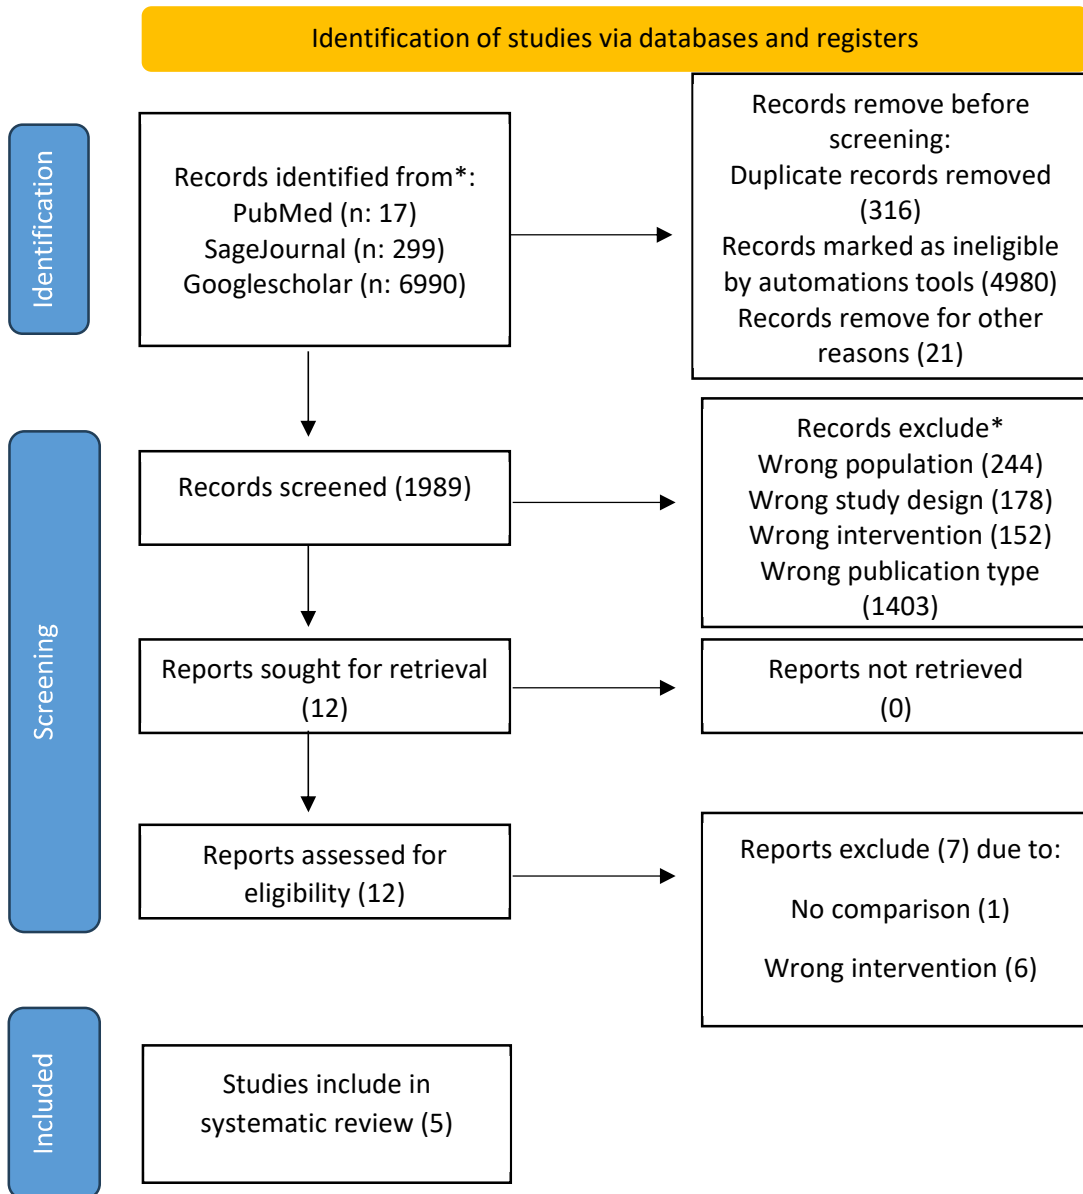 Identification of studies via databases and registers
Identification
Records identified from*:
PubMed (n: 17)
SageJournal (n: 299)
Googlescholar (n: 6990)
Records remove before
screening:
Duplicate records removed
(316)
Records marked as ineligible
by automations tools (4980)
Records remove for other
reasons (21)
Screening
Records screened (1989)
Records exclude*
Wrong population (244)
Wrong study design (178)
Wrong intervention (152)
Wrong publication type
(1403)
Reports sought for retrieval
(12)
Reports not retrieved
(0)
Reports assessed for
eligibility (12)
Reports exclude (7) due to:
No comparison (1)
Wrong intervention (6)
Included
Studies include in
systematic review (5)